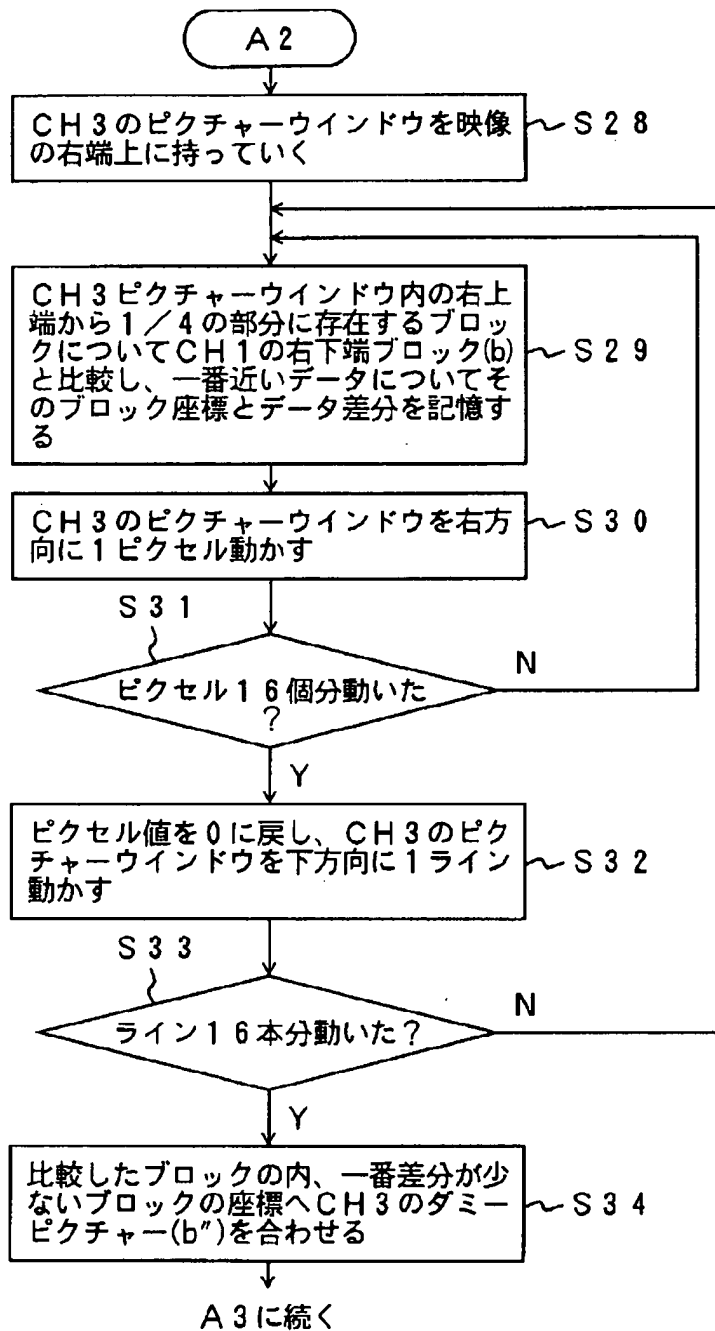 A2
CH3のピクチャーウインドウを映像
の右端上に持っていく
S28
CH3ピクチャーウインドウ内の右上
端から1/4の部分に存在するブロッ
クについてCH1の右下端ブロック(b)
と比較し、一番近いデータについてそ
のブロック座標とデータ差分を記憶す
る
S29
CH3のピクチャーウインドウを右方
向に1ピクセル動かす
S30
S31
ピクセル16個分動いた
?
N
Y
ピクセル値を0に戻し、CH3のピク
チャーウインドウを下方向に1ライン
動かす
S32
S33
ライン16本分動いた?
N
Y
比較したブロックの内、一番差分が少
ないブロックの座標へCH3のダミー
ピクチャー(b″)を合わせる
S34
A3に続く